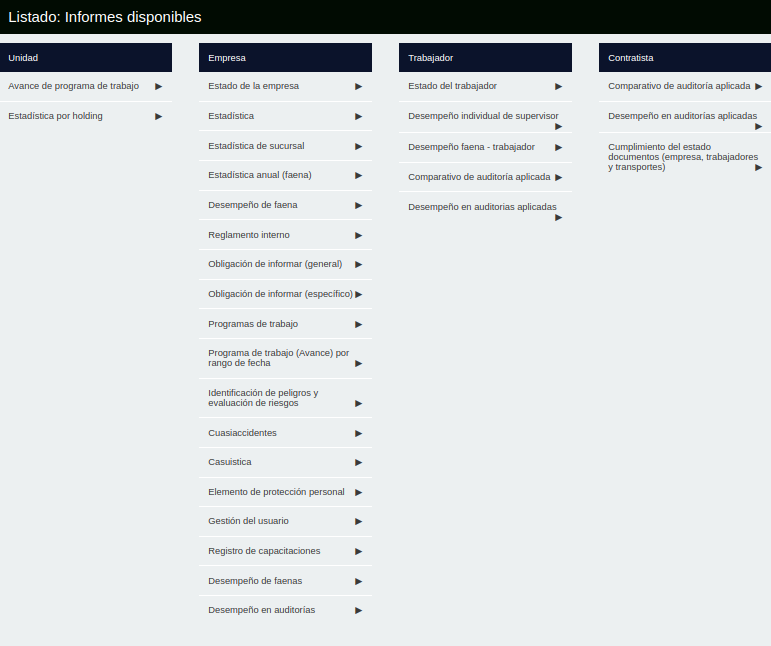 Listado: Informes disponibles
Unidad
Avance de programa de trabajo
Estadística por holding
Empresa
Estado de la empresa
Estadística
Estadística de sucursal
Estadística anual (faena)
Desempeño de faena
Reglamento interno
Obligación de informar (general)
Obligación de informar (específico)
Programas de trabajo
Programa de trabajo (Avance) por
rango de fecha
Identificación de peligros y
evaluación de riesgos
Cuasiaccidentes
Casuistica
Elemento de protección personal
Gestión del usuario
Registro de capacitaciones
Desempeño de faenas
Desempeño en auditorías
Trabajador
Estado del trabajador
Desempeño individual de supervisor
Desempeño faena - trabajador
Comparativo de auditoría aplicada
Desempeño en auditorias aplicadas
Contratista
Comparativo de auditoría aplicada
Desempeño en auditorías aplicadas
Cumplimiento del estado
documentos (empresa, trabajadores
y transportes)